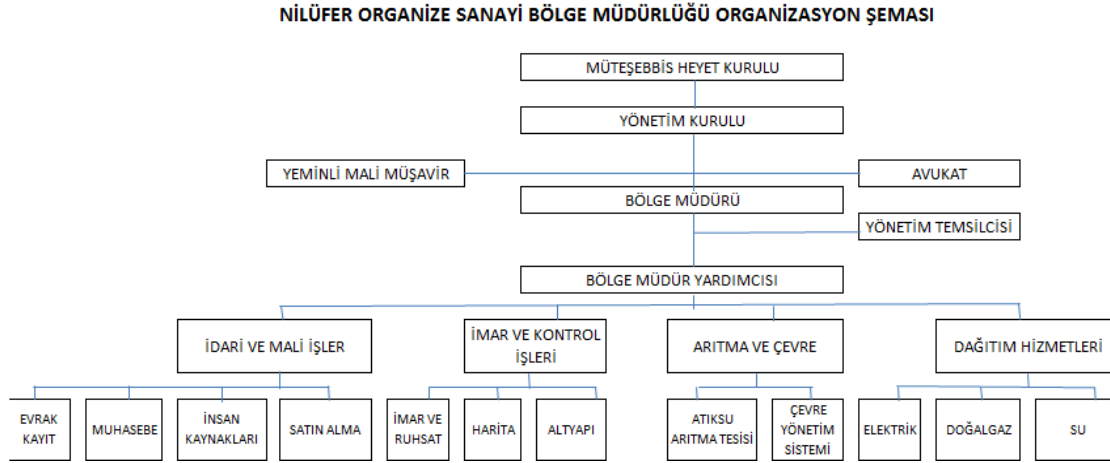 NİLÜFER ORGANİZE SANAYİ BÖLGE MÜDÜRLÜĞÜ ORGANİZASYON ŞEMASI
MÜTEŞEBBİS HEYET KURULU
YÖNETİM KURULU
YEMİNLİ MALİ MÜŞAVİR
AVUKAT
BÖLGE MÜDÜRÜ
YÖNETİM TEMSİLCİSİ
BÖLGE MÜDÜR YARDIMCISI
İDARİ VE MALİ İŞLER
İMAR VE KONTROL
İŞLERİ
ARITMA VE ÇEVRE
DAĞITIM HİZMETLERİ
EVRAK
KAYIT
MUHASEBE
İNSAN
KAYNAKLARI
SATIN ALMA
İMAR VE
RUHSAT
HARİTA
ALTYAPI
ATIKSU
ARITMA TESİSİ
ÇEVRE
YÖNETİM
SİSTEMİ
ELEKTRİK
DOĞALGAZ
SU